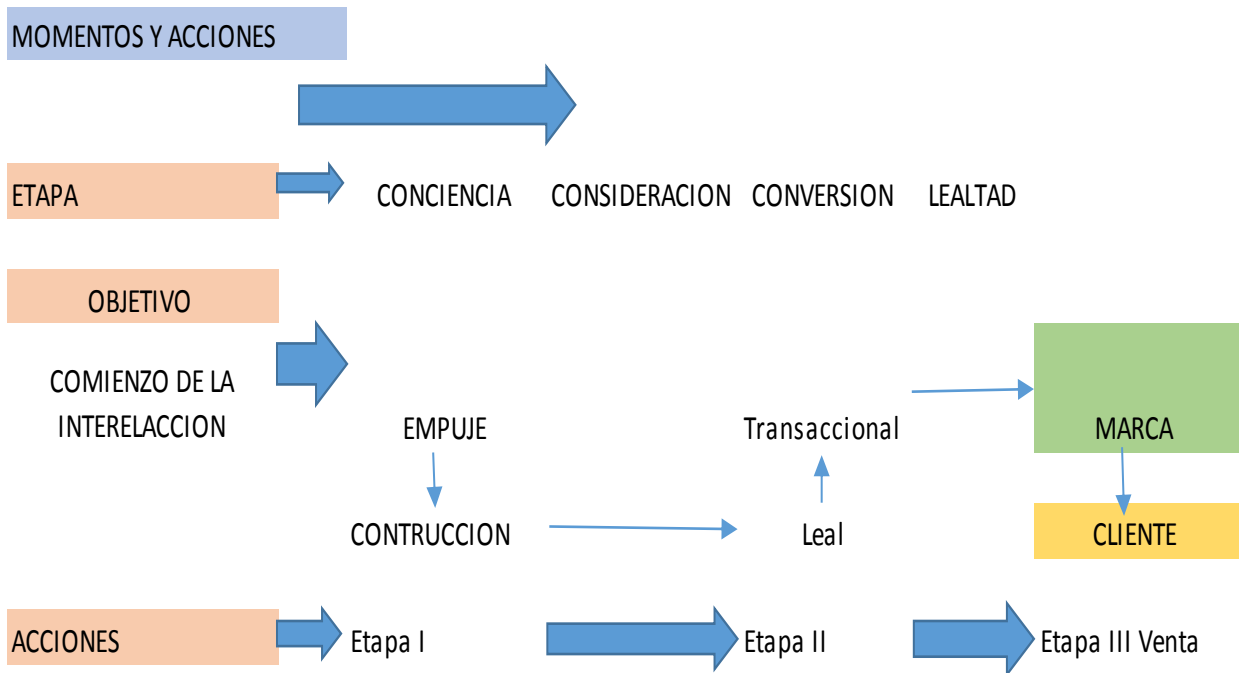 MOMENTOS Y ACCIONES
ETAPA
CONCIENCIA
CONSIDERACION
CONVERSION
LEALTAD
OBJETIVO
COMIENZO DE LA
INTERELACCION
EMPUJE
Transaccional
MARCA
CONTRUCCION
Leal
CLIENTE
ACCIONES
Etapa I
Etapa II
Etapa III Venta